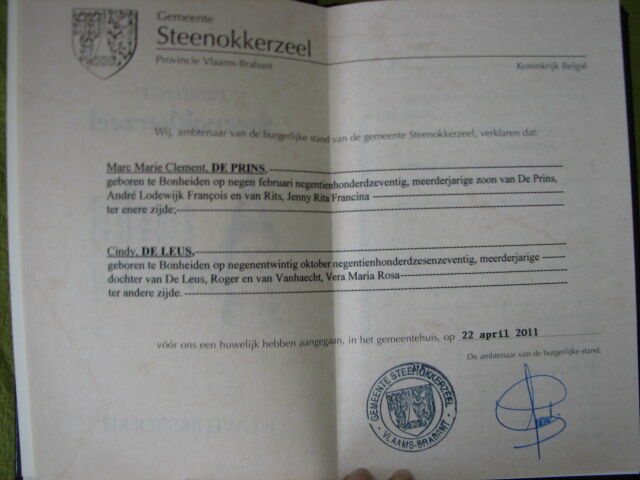 Gemeente
Steenokkerzeel
Provincie Vlaams-Brabant
Koninkrijk België
Wij, ambtenaar van de burgerlijke stand van de gemeente Steenokkerzeel, verklaren dat:
Marc Marie Clement, DE PRINS,
geboren te Bonheiden op negen februari negentienhonderdzeventig, meerderjarige zoon van De Prins,
André Lodewijk François en van Rits, Jenny Rita Francina
ter enere zijde;
Cindy, DE LEUS,
geboren te Bonheiden op negenentwintig oktober negentienhonderdzesenzeventig, meerderjarige
dochter van De Leus, Roger en van Vanhaecht, Vera Maria Rosa
ter andere zijde.
vóór ons een huwelijk hebben aangegaan, in het gemeentehuis, op 22 april 2011
De ambtenaar van de burgerlijke stand,
GEMEENTE STEENOKKERZEEL
VLAAMS-BRABANT